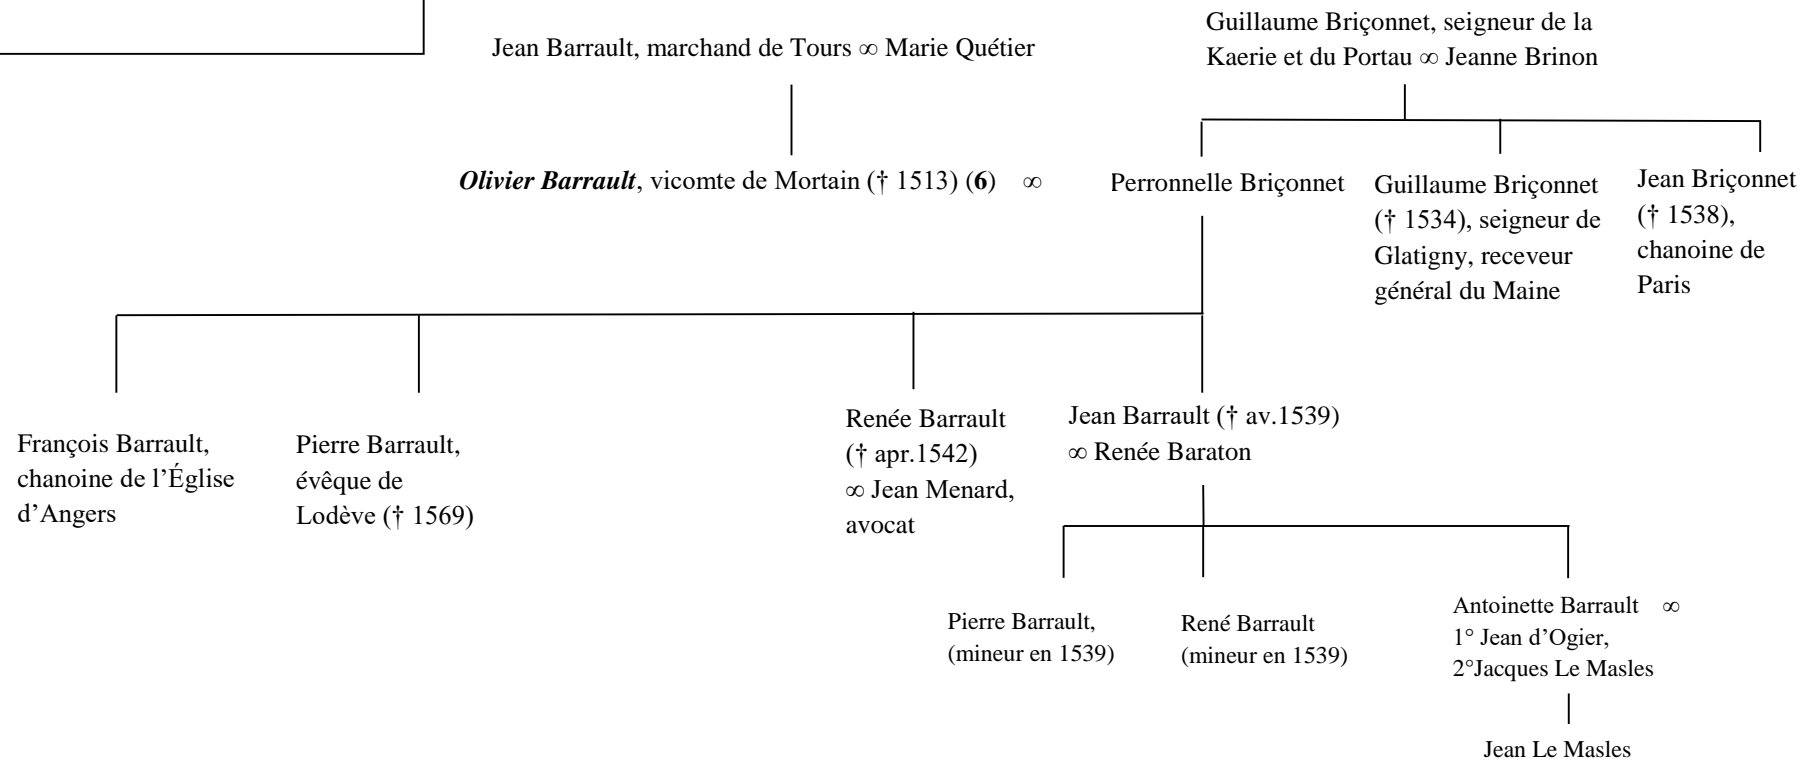 Jean Barrault, marchand de Tours ∞ Marie Quétier
Guillaume Briçonnet, seigneur de la
Kaerie et du Portau ∞ Jeanne Brinon
Olivier Barrault, vicomte de Mortain († 1513) (6) ∞
Perronnelle Briçonnet
Guillaume Briçonnet
(† 1534), seigneur de
Glatigny, receveur
général du Maine
Jean Briçonnet
(† 1538),
chanoine de
Paris
François Barrault,
chanoine de l’Église
d’Angers
Pierre Barrault,
évêque de
Lodève († 1569)
Renée Barrault
(† apr.1542)
∞ Jean Menard,
avocat
Jean Barrault († av.1539)
∞ Renée Baraton
Pierre Barrault,
(mineur en 1539)
René Barrault
(mineur en 1539)
Antoinette Barrault ∞
1° Jean d’Ogier,
2°Jacques Le Masles
Jean Le Masles